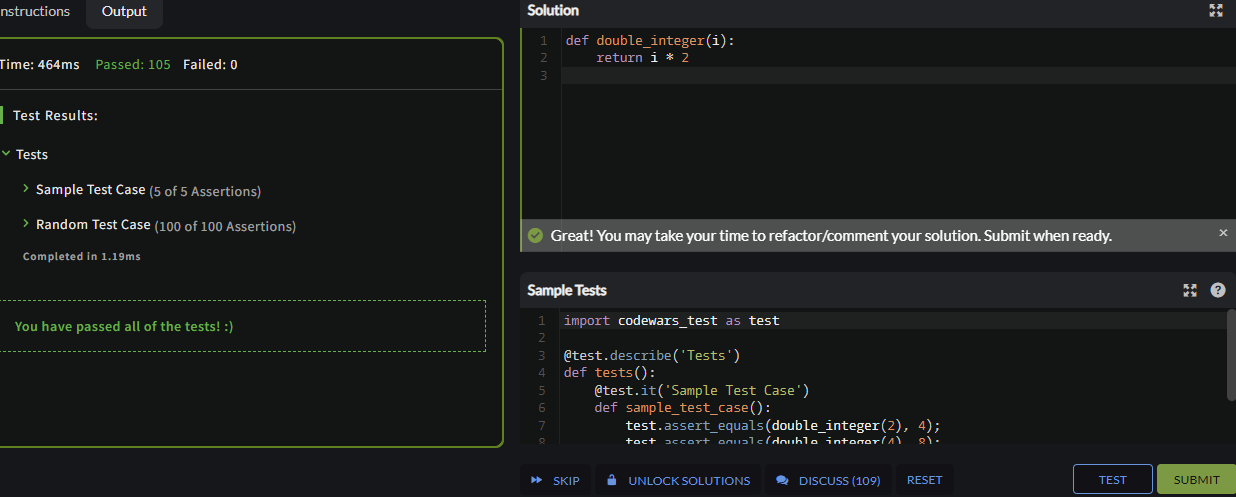 nstructions
Output
Time: 464ms Passed: 105 Failed: 0
Test Results:
Tests
Sample Test Case (5 of 5 Assertions)
Random Test Case (100 of 100 Assertions)
Completed in 1.19ms
You have passed all of the tests! :)
Solution
1 def double_integer(i):
2     return i * 2
3
Great! You may take your time to refactor/comment your solution. Submit when ready.
Sample Tests
1 import codewars_test as test
2
3 @test.describe('Tests')
4 def tests():
5     @test.it('Sample Test Case')
6     def sample_test_case():
7         test.assert_equals(double_integer(2), 4);
8         test.assert_equals(double_integer(4), 8);
SKIP
UNLOCK SOLUTIONS
DISCUSS (109)
RESET
TEST
SUBMIT